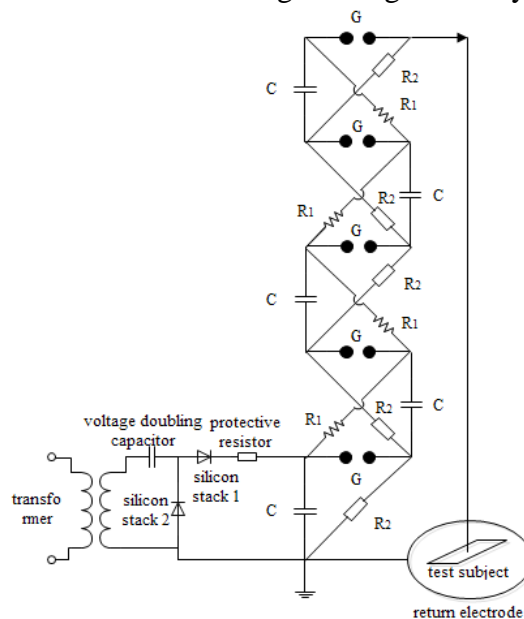 G
R2
C
R1
G
R2
C
R1
G
R2
C
R1
G
C
R1
R2
voltage doubling
capacitor
protective
resistor
G
silicon
stack 1
transfo
rmer
silicon
stack 2
C
R2
test subject
return electrode